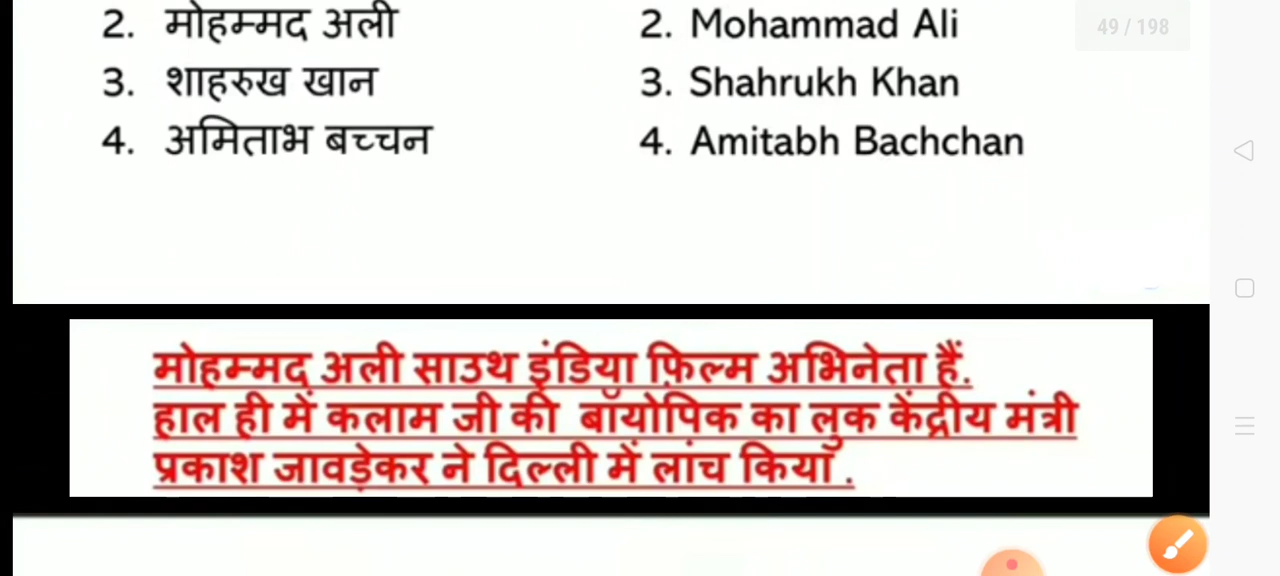 49 / 198
2. मोहम्मद अली
2. Mohammad Ali
3. शाहरुख खान
3. Shahrukh Khan
4. अमिताभ बच्चन
4. Amitabh Bachchan
मोहम्मद अली साउथ इंडिया फ़िल्म अभिनेता हैं.
हाल ही में कलाम जी की बॉयोपिक का लुक केंद्रीय मंत्री
प्रकाश जावड़ेकर ने दिल्ली में लांच किया .